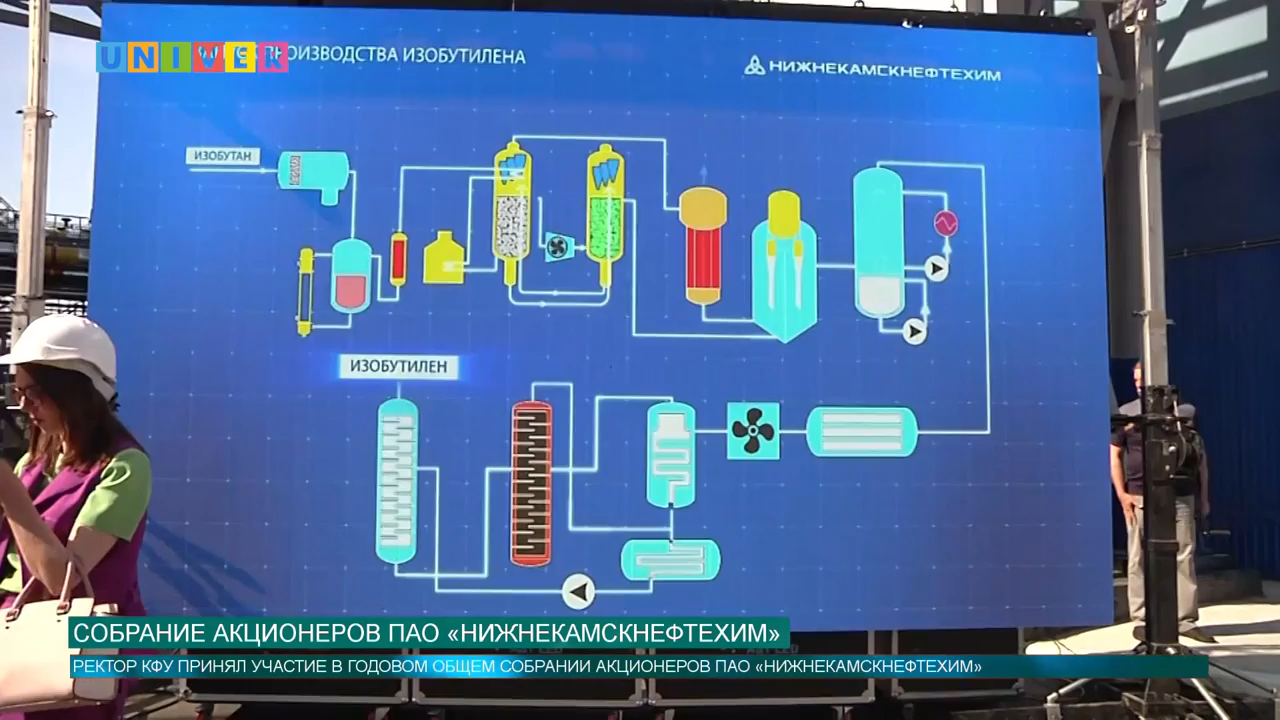 UNIVER
ПРОИЗВОДСТВА ИЗОБУТИЛЕНА
НИЖНЕКАМСКНЕФТЕХИМ
ИЗОБУТАН
ИЗОБУТИЛЕН
СОБРАНИЕ АКЦИОНЕРОВ ПАО «НИЖНЕКАМСКНЕФТЕХИМ»
РЕКТОР КФУ ПРИНЯЛ УЧАСТИЕ В ГОДОВОМ ОБЩЕМ СОБРАНИИ АКЦИОНЕРОВ ПАО «НИЖНЕКАМСКНЕФТЕХИМ»